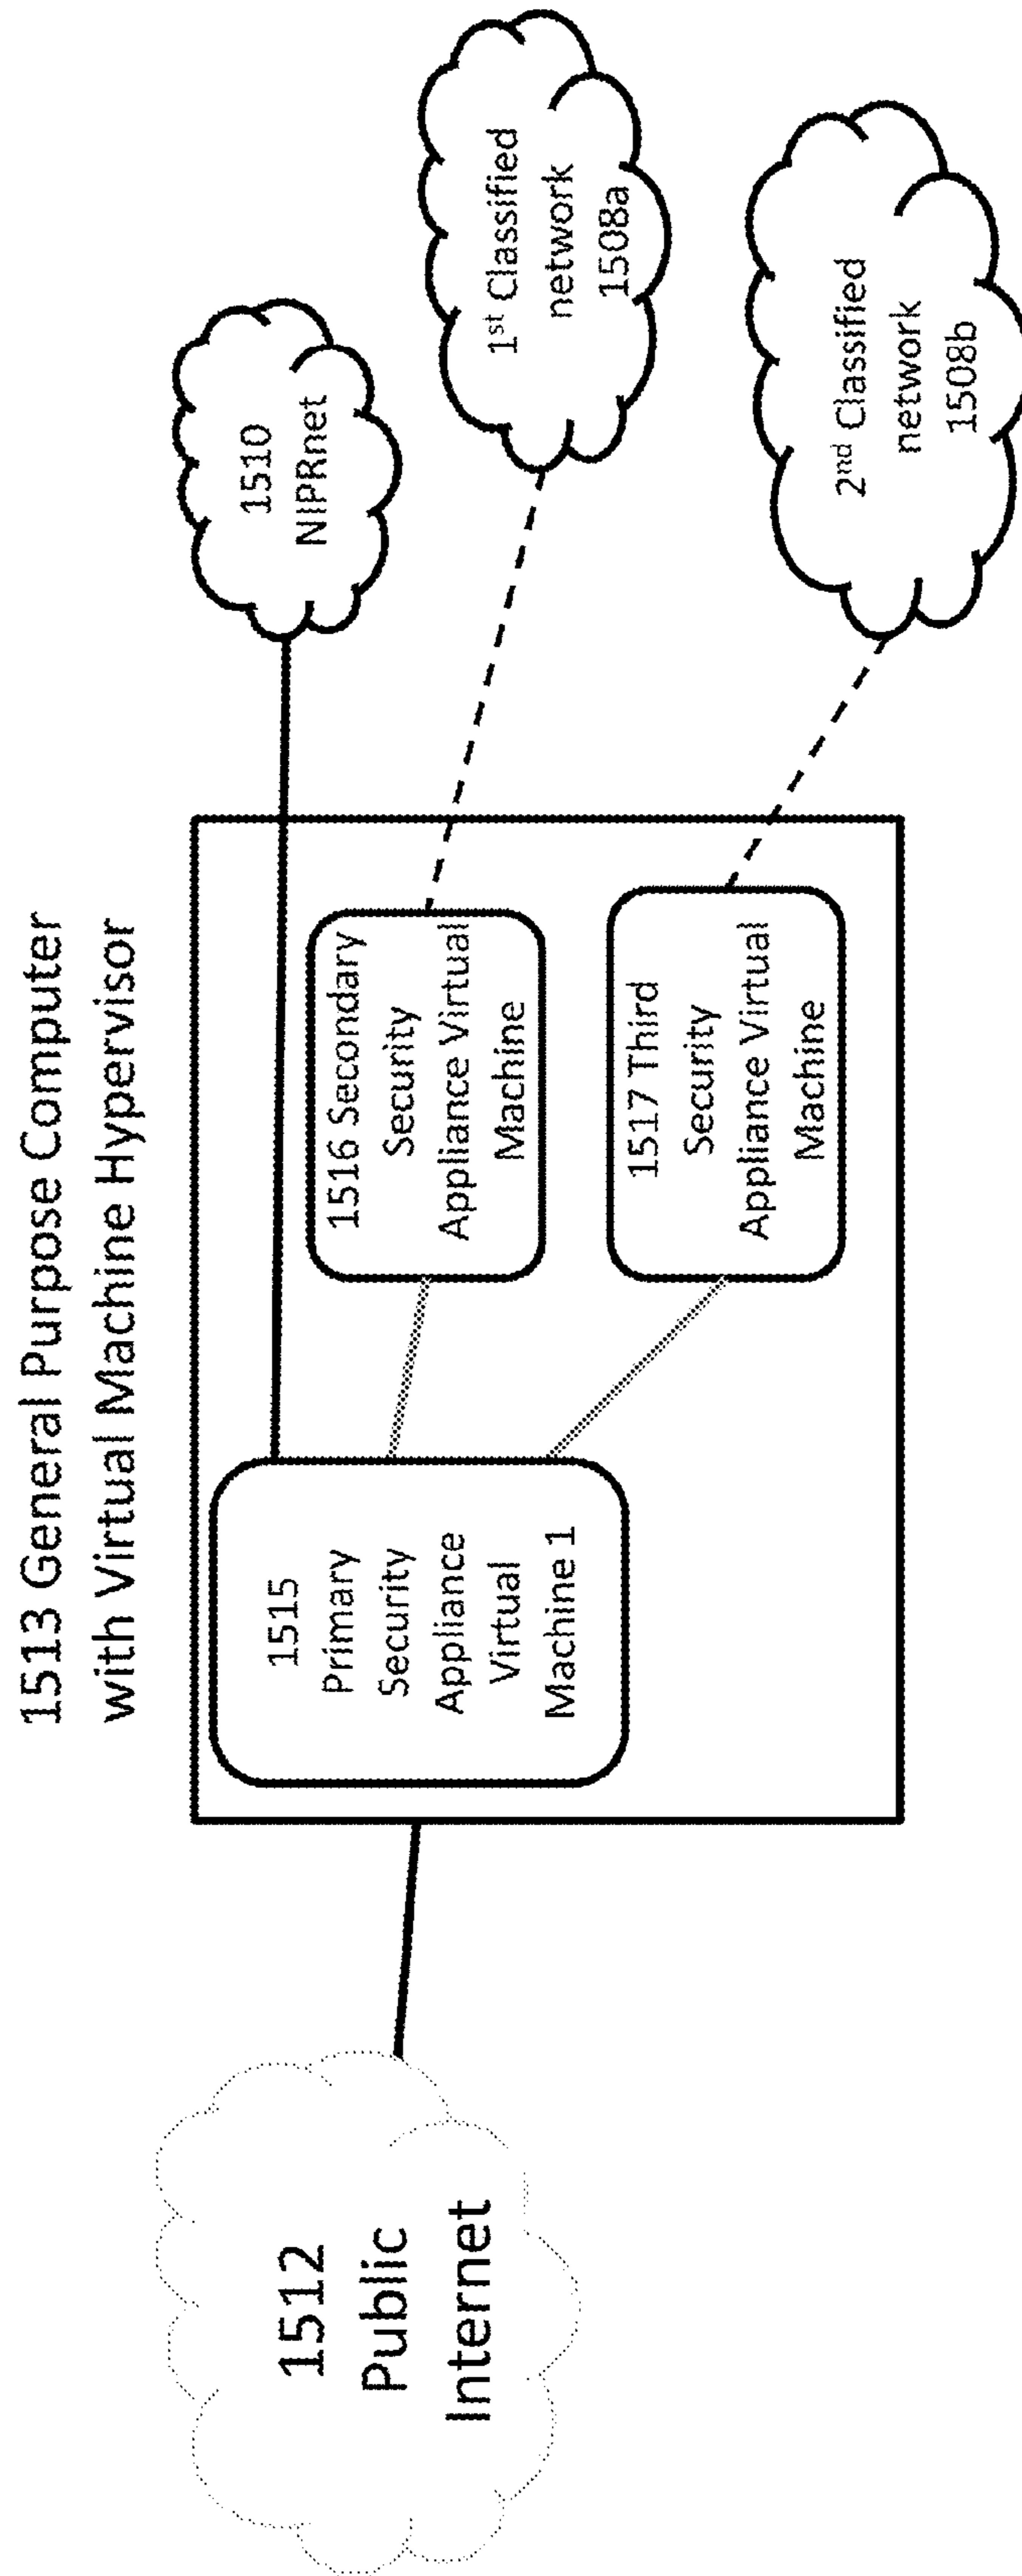 1513 General Purpose Computer
with Virtual Machine Hypervisor
1512
Public
Internet
1515
Primary
Security
Appliance
Virtual
Machine 1
1516 Secondary
Security
Appliance Virtual
Machine
1517 Third
Security
Appliance Virtual
Machine
1510
NIPRnet
1st Classified
network
1508a
2nd Classified
network
1508b